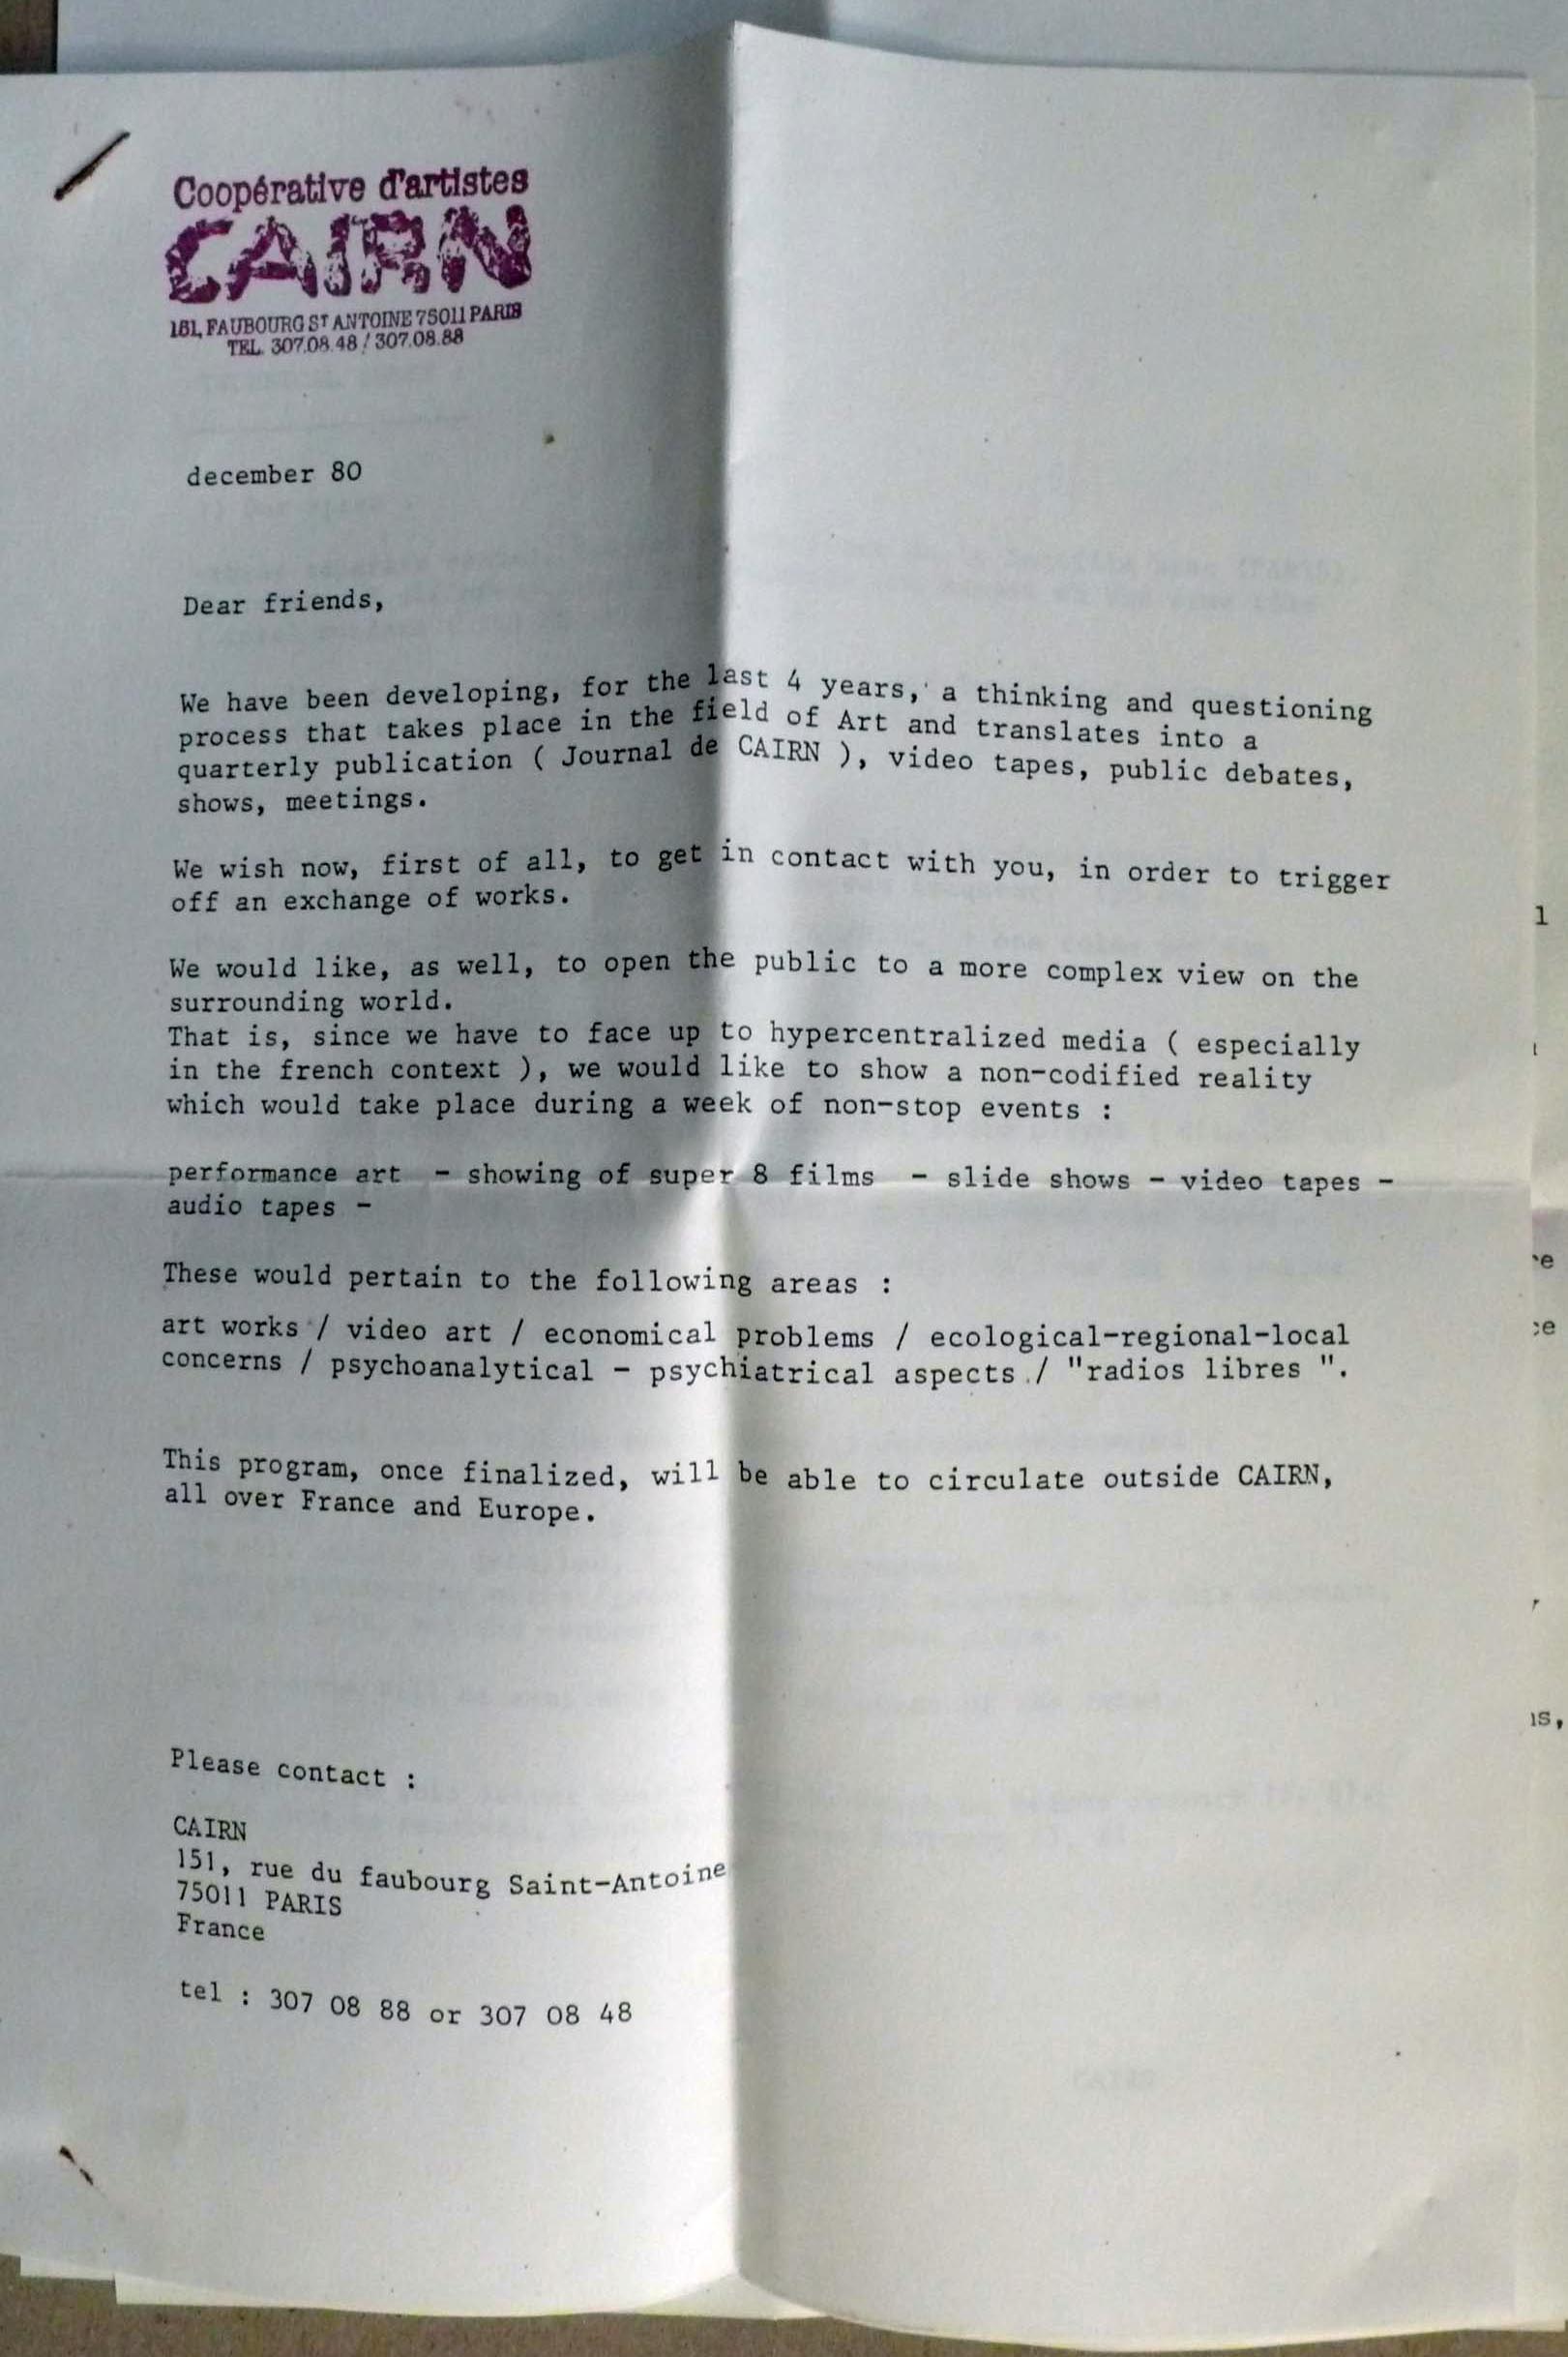 Coopérative d'artistes
CAIRN
151, FAUBOURG ST ANTOINE 75011 PARIS
TEL. 307.08.48 / 307.08.88
december 80
Dear friends,
We have been developing, for the last 4 years, a thinking and questioning
process that takes place in the field of Art and translates into a
quarterly publication ( Journal de CAIRN ), video tapes, public debates,
shows, meetings.
We wish now, first of all, to get in contact with you, in order to trigger
off an exchange of works.
We would like, as well, to open the public to a more complex view on the
surrounding world.
That is, since we have to face up to hypercentralized media ( especially
in the french context ), we would like to show a non-codified reality
which would take place during a week of non-stop events :
performance art - showing of super 8 films - slide shows - video tapes -
audio tapes -
These would pertain to the following areas :
art works / video art / economical problems / ecological-regional-local
concerns / psychoanalytical - psychiatrical aspects / "radios libres ".
This program, once finalized, will be able to circulate outside CAIRN,
all over France and Europe.
Please contact :
CAIRN
151, rue du faubourg Saint-Antoine
75011 PARIS
France
tel : 307 08 88 or 307 08 48